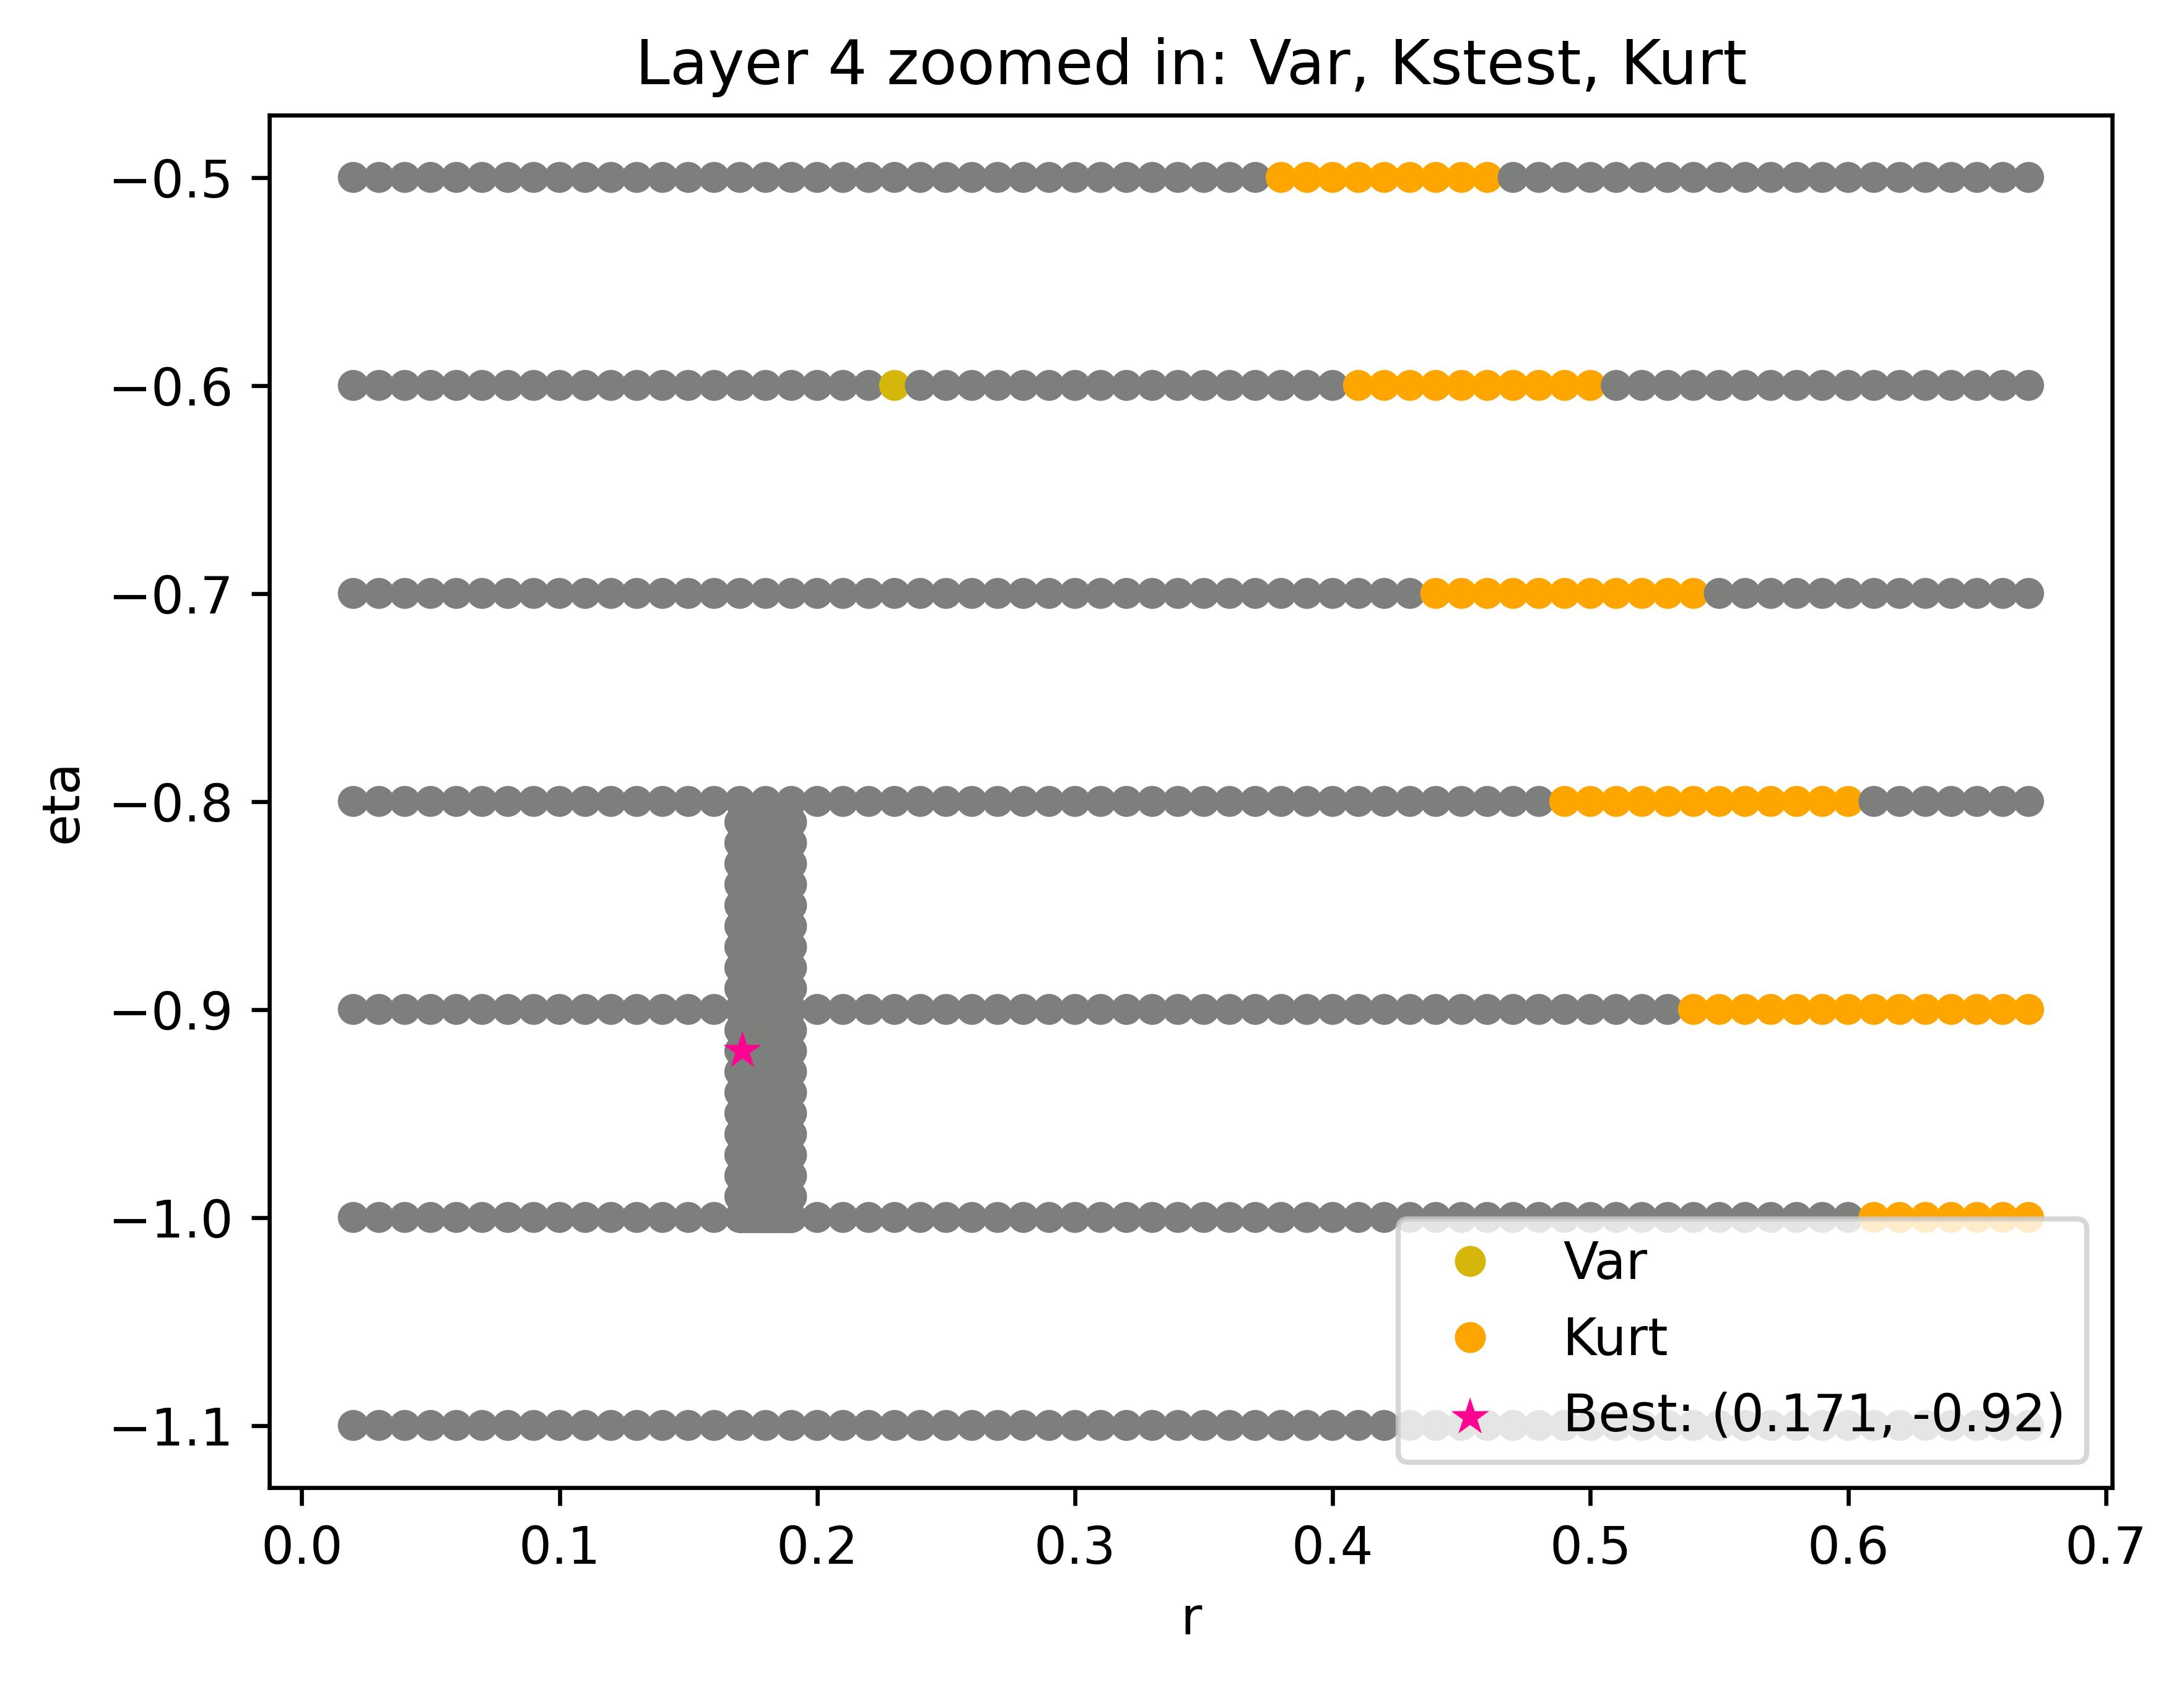 Layer 4 zoomed in: Var, Kstest, Kurt
eta
−0.5
−0.6
−0.7
−0.8
−0.9
−1.0
−1.1
Var
Kurt
Best: (0.171, -0.92)
0.0 0.1 0.2 0.3 0.4 0.5 0.6 0.7
r